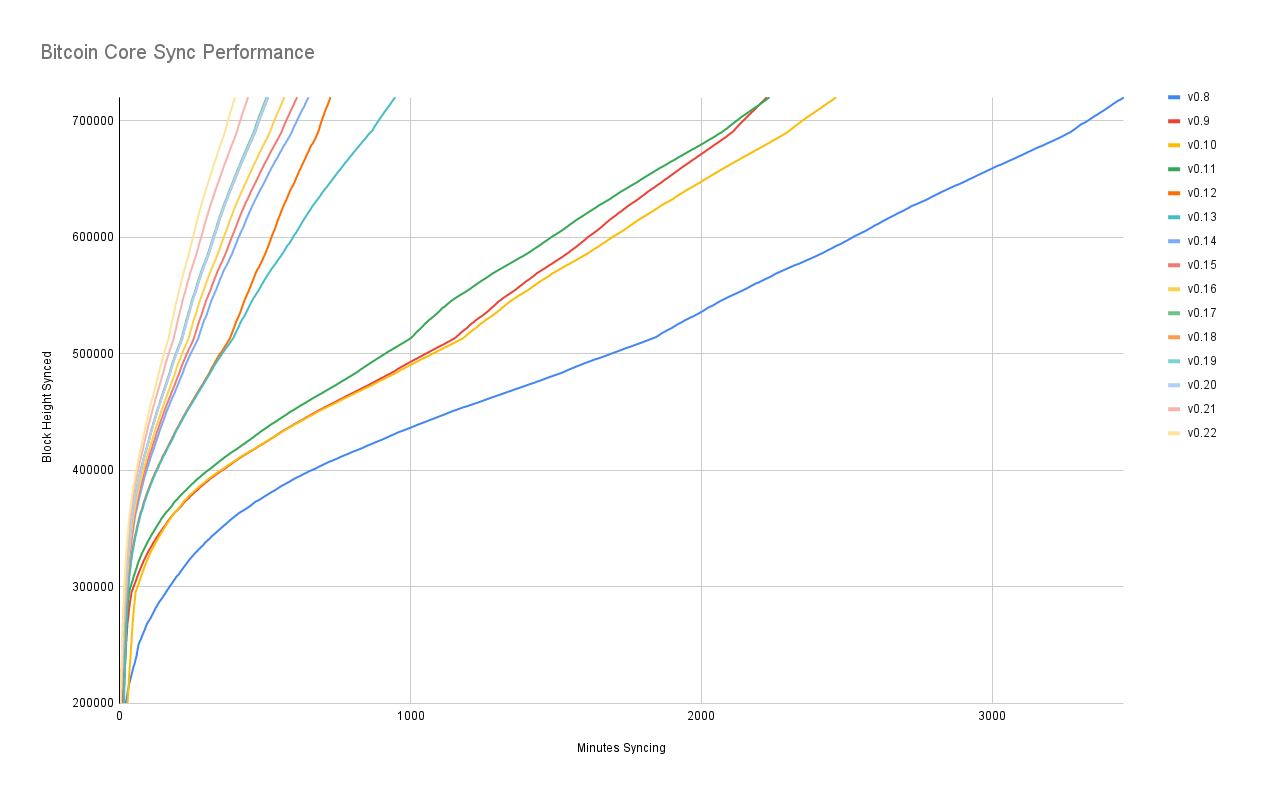 Bitcoin Core Sync Performance
Block Height Synced
700000
600000
500000
400000
300000
200000
0
1000
2000
3000
Minutes Syncing
v0.8
v0.9
v0.10
v0.11
v0.12
v0.13
v0.14
v0.15
v0.16
v0.17
v0.18
v0.19
v0.20
v0.21
v0.22